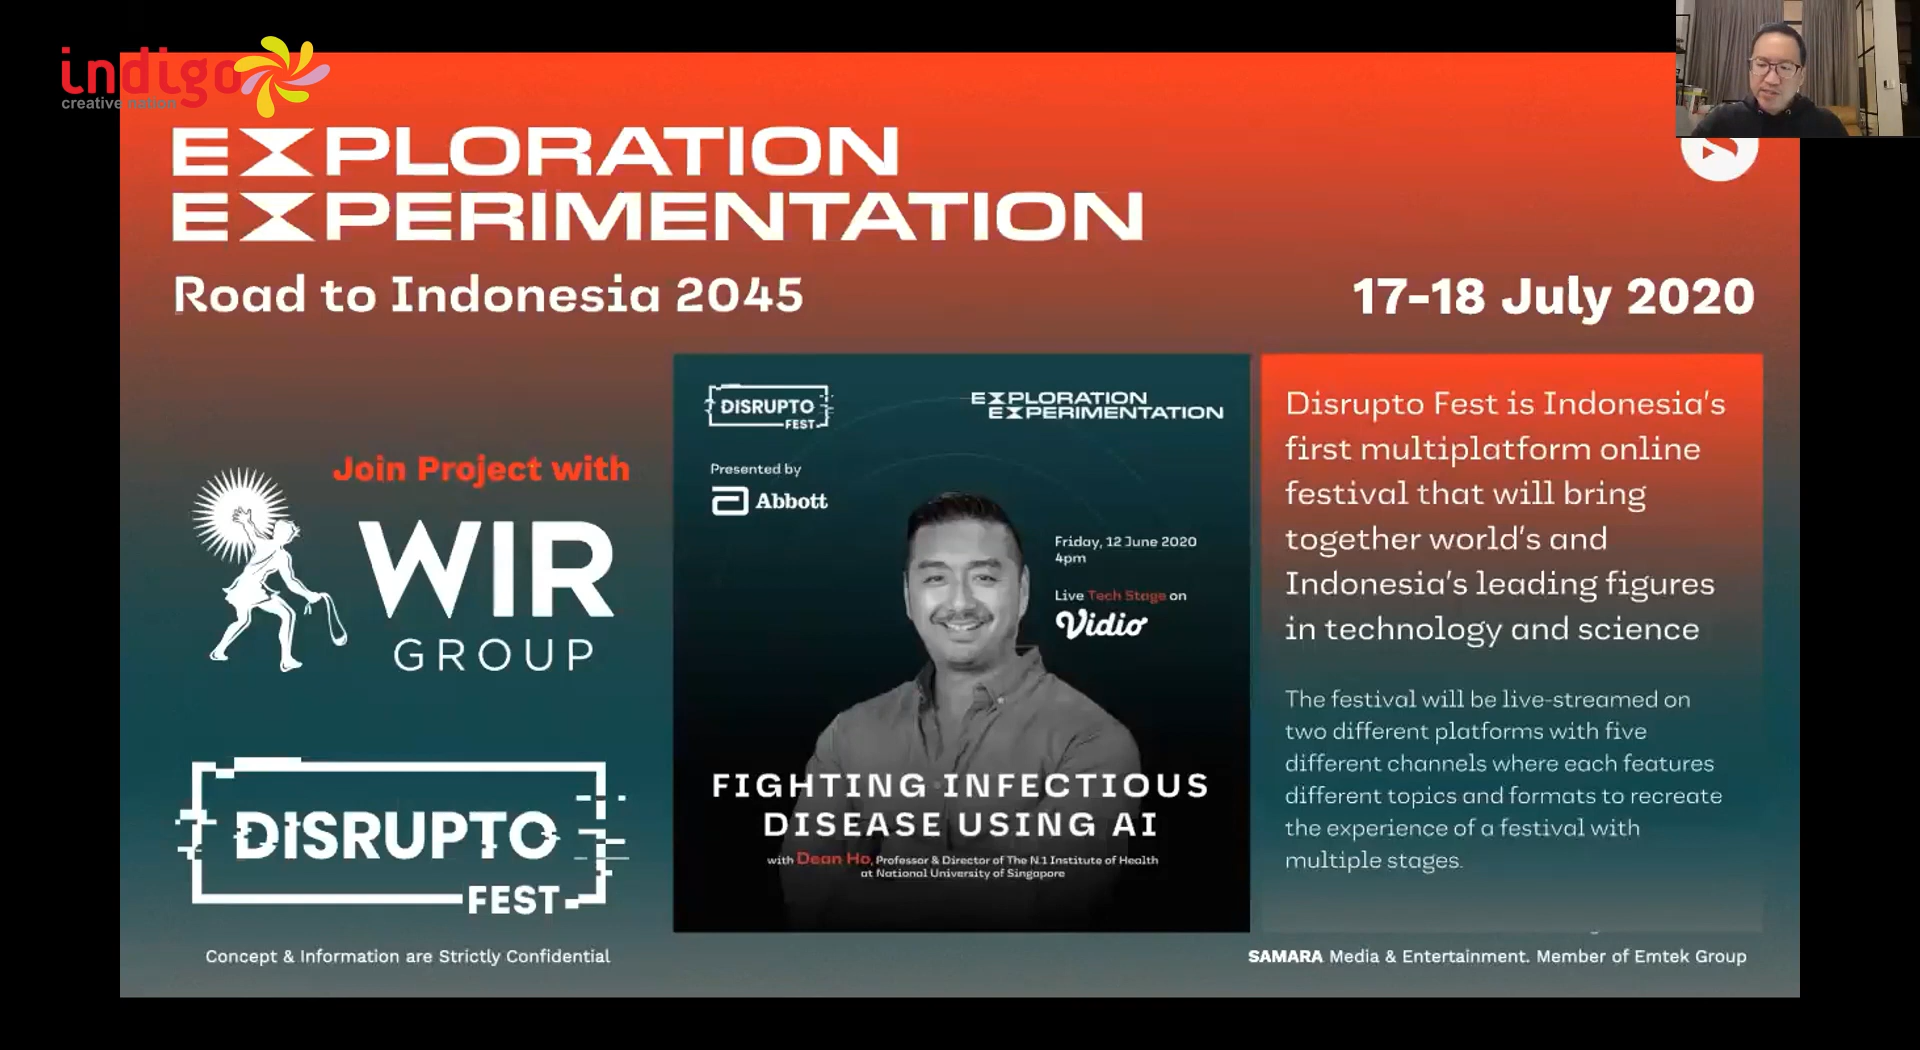 indigo
creative nation
EXPLORATION
EXPERIMENTATION
Road to Indonesia 2045
17-18 July 2020
Join Project with
WIR
GROUP
DISRUPTO
FEST
DISRUPTO
FEST
EXPLORATION
EXPERIMENTATION
Presented by
Abbott
Friday, 12 June 2020
4pm
Live Tech Stage on
Vidio
FIGHTING INFECTIOUS
DISEASE USING AI
with Dean Ho, Professor & Director of The N.1 Institute of Health
at National University of Singapore
Disrupto Fest is Indonesia's
first multiplatform online
festival that will bring
together world's and
Indonesia's leading figures
in technology and science
The festival will be live-streamed on
two different platforms with five
different channels where each features
different topics and formats to recreate
the experience of a festival with
multiple stages.
Concept & Information are Strictly Confidential
SAMARA Media & Entertainment. Member of Emtek Group